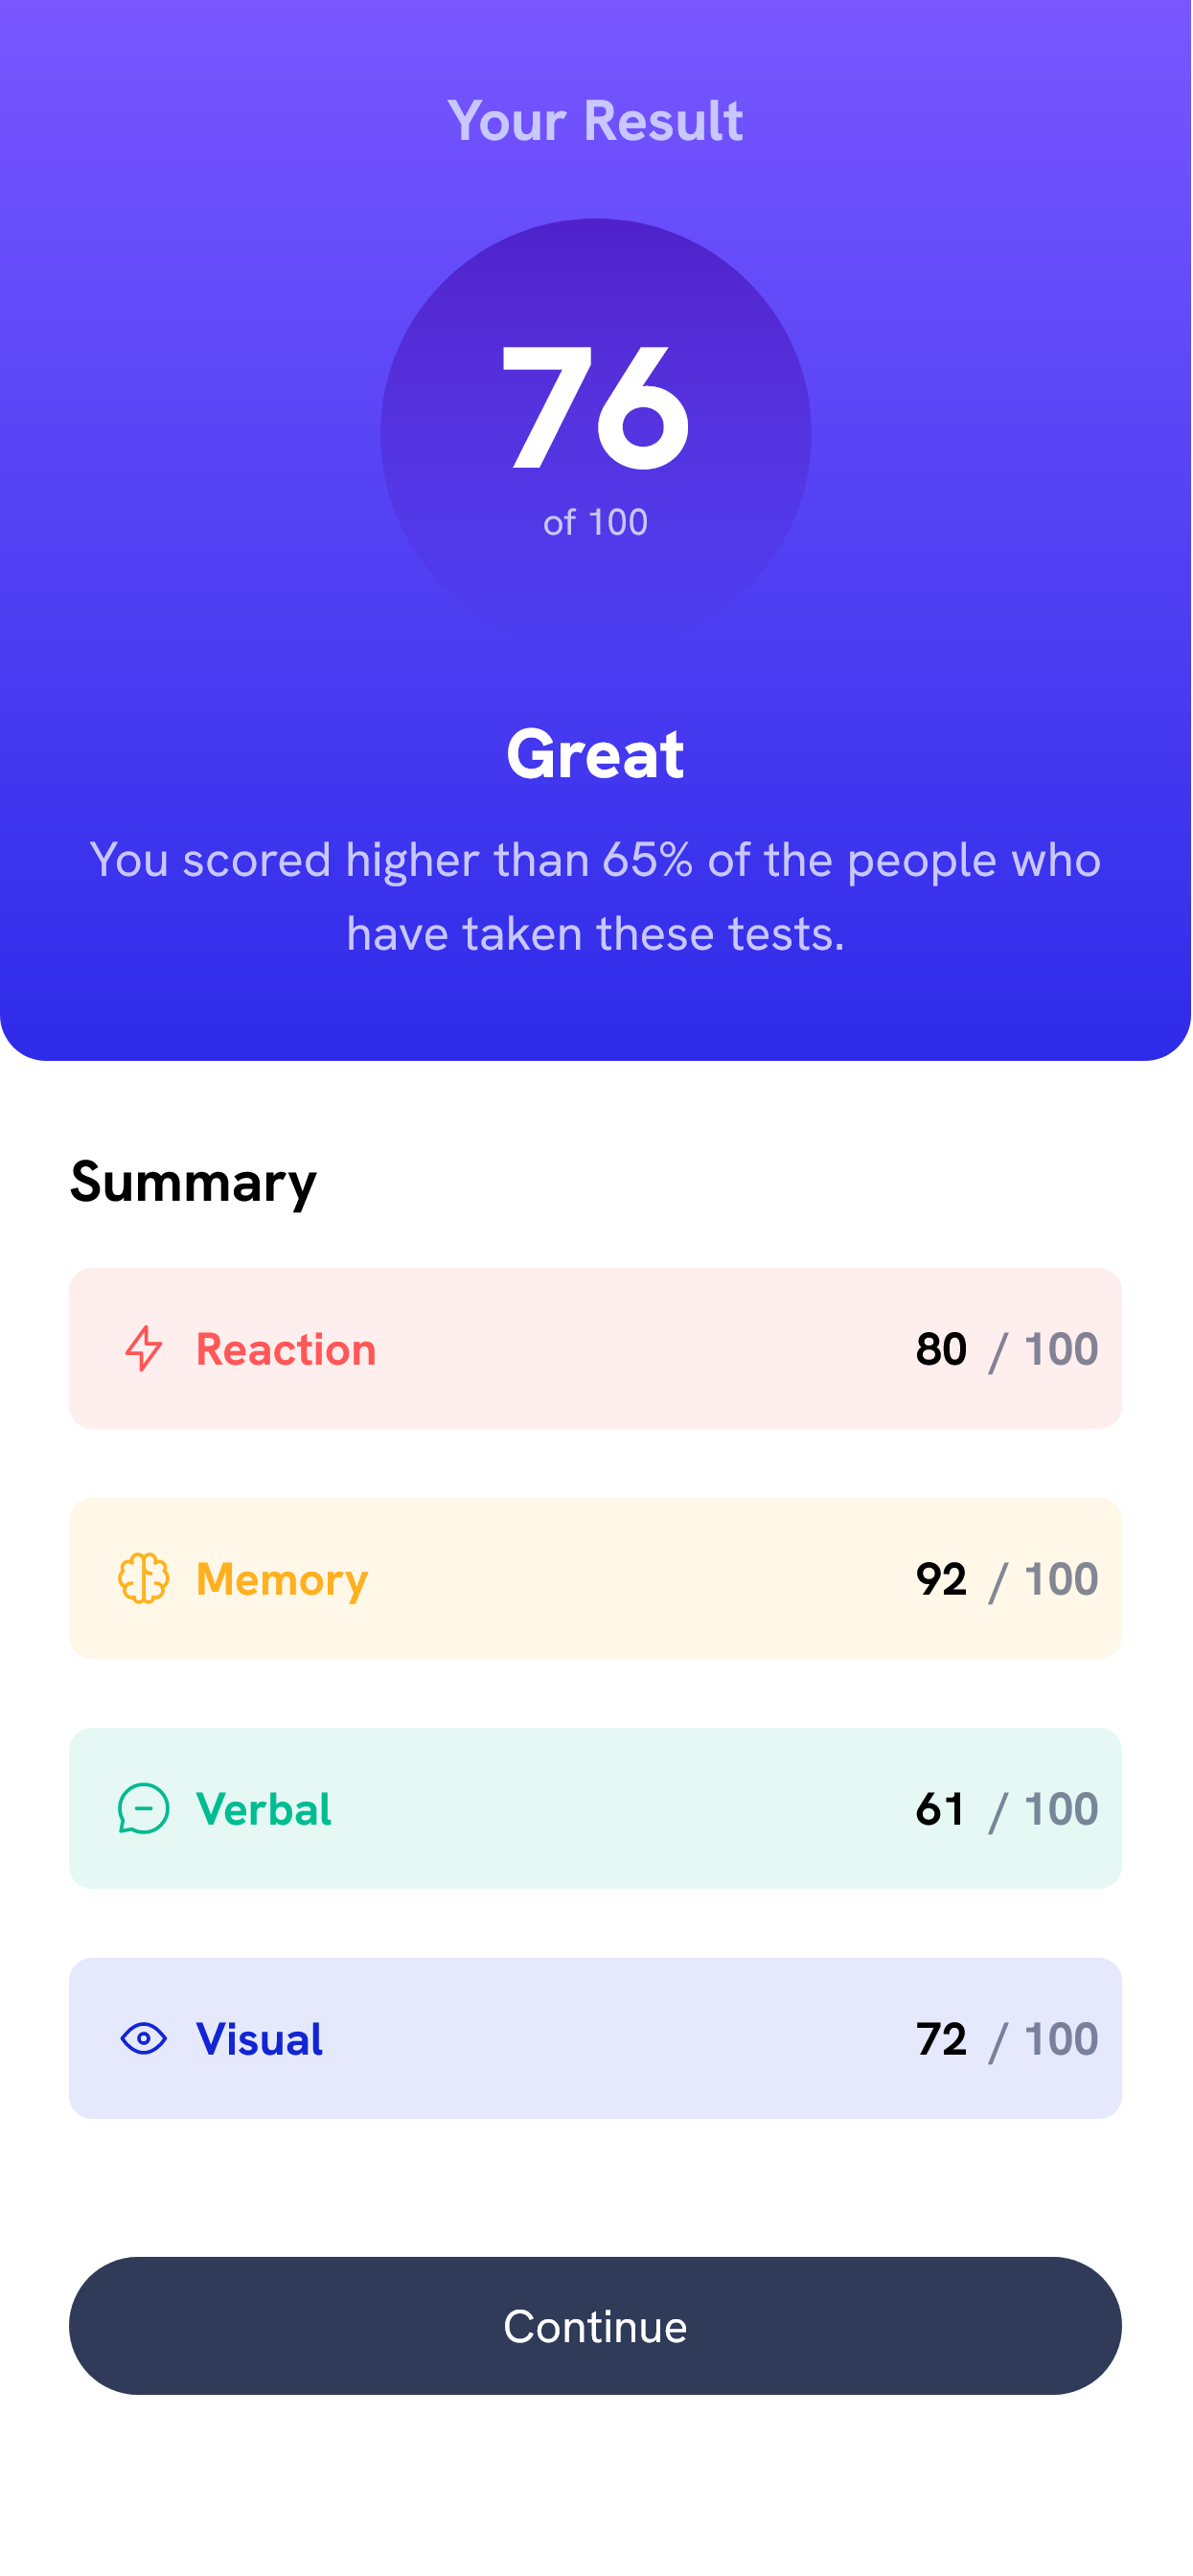 Your Result
76
of 100
Great
You scored higher than 65% of the people who
have taken these tests.
Summary
Reaction 80 / 100
Memory 92 / 100
Verbal 61 / 100
Visual 72 / 100
Continue